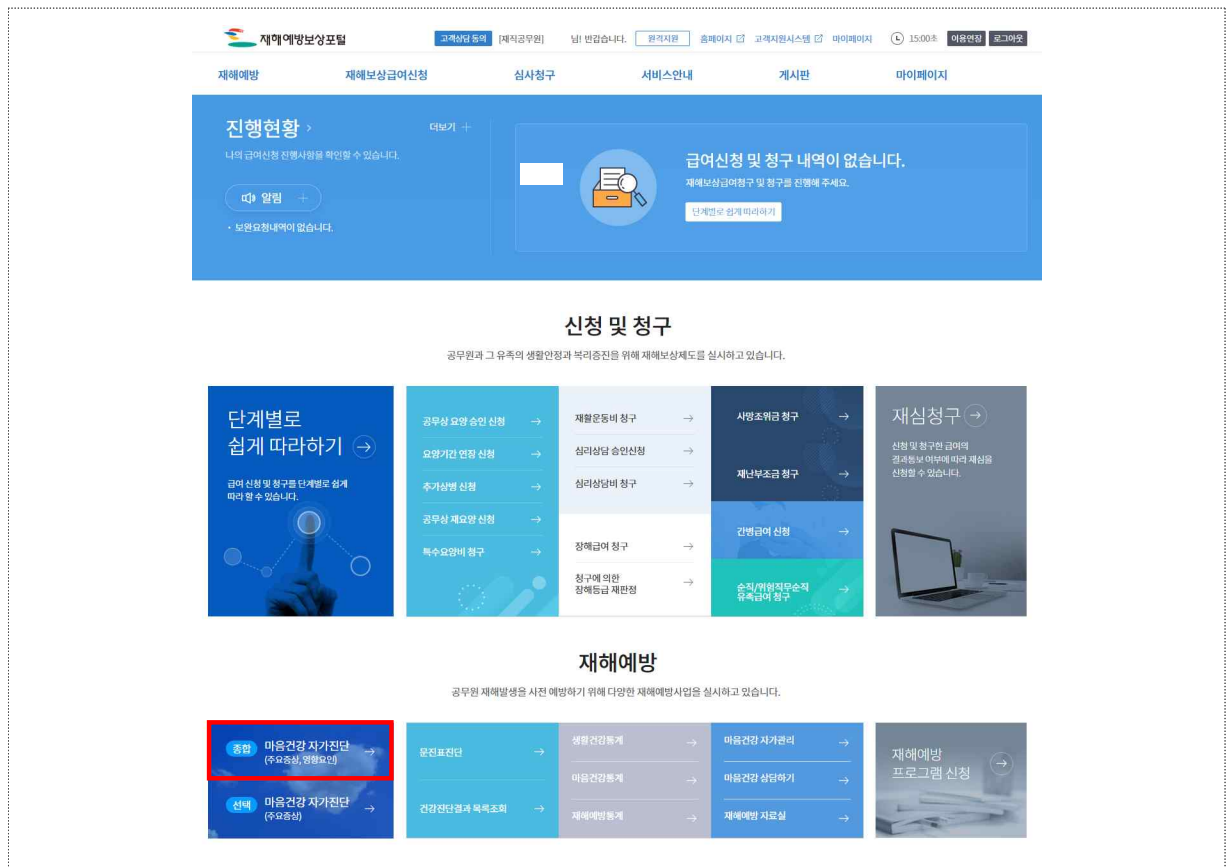 재해예방보상포털
고객상담 동의 [재직공무원] 님! 반갑습니다. 원격지원 홈페이지 고객지원시스템 마이페이지 15:00초 이용연장 로그아웃
재해예방 재해보상급여신청 심사청구 서비스안내 게시판 마이페이지
진행현황
더보기
나의 급여신청 진행사항을 확인할 수 있습니다.
알림
· 보완요청내역이 없습니다.
급여신청 및 청구 내역이 없습니다.
재해보상급여청구 및 청구를 진행해 주세요.
단계별로 쉽게 따라하기
신청 및 청구
공무원과 그 유족의 생활안정과 복리증진을 위해 재해보상제도를 실시하고 있습니다.
단계별로
쉽게 따라하기
급여 신청 및 청구를 단계별로 쉽게
따라 할 수 있습니다.
공무상 요양 승인 신청
요양기간 연장 신청
추가상병 신청
공무상 재요양 신청
특수요양비 청구
재활운동비 청구
심리상담 승인신청
심리상담비 청구
장해급여 청구
청구에 의한
장해등급 재판정
사망조위금 청구
재난부조금 청구
간병급여 신청
순직/위험직무순직
유족급여 청구
재심청구
신청 및 청구한 급여의
결과통보 여부에 따라 재심을
신청할 수 있습니다.
재해예방
공무원 재해발생을 사전 예방하기 위해 다양한 재해예방사업을 실시하고 있습니다.
종합 마음건강 자가진단
(주요증상, 영향요인)
선택 마음건강 자가진단
(주요증상)
문진표진단
건강진단결과 목록조회
생활건강통계
마음건강통계
재해예방통계
마음건강 자가관리
마음건강 상담하기
재해예방 자료실
재해예방
프로그램 신청